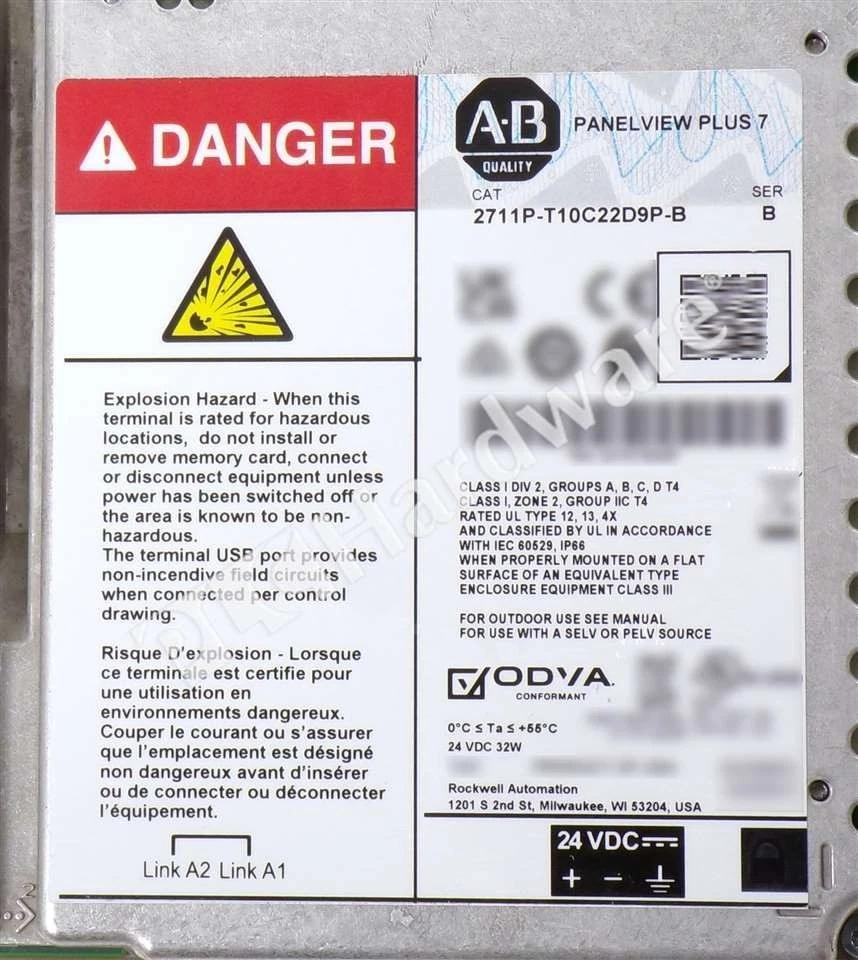 DANGER
Explosion Hazard - When this
terminal is rated for hazardous
locations, do not install or
remove memory card, connect
or disconnect equipment unless
power has been switched off or
the area is known to be non-
hazardous.
The terminal USB port provides
non-incendive field circuits
when connected per control
drawing.
Risque D'explosion - Lorsque
ce terminale est certifie pour
une utilisation en
environnements dangereux.
Couper le courant ou s'assurer
que l'emplacement est désigné
non dangereux avant d'insérer
ou de connecter ou déconnecter
l'équipement.
Link A2 Link A1
A·B
QUALITY
PANELVIEW PLUS 7
CAT
SER
2711P-T10C22D9P-B
B
CLASS I DIV 2, GROUPS A, B, C, D T4
CLASS I, ZONE 2, GROUP IIC T4
RATED UL TYPE 12, 13, 4X
AND CLASSIFIED BY UL IN ACCORDANCE
WITH IEC 60529, IP66
WHEN PROPERLY MOUNTED ON A FLAT
SURFACE OF AN EQUIVALENT TYPE
ENCLOSURE EQUIPMENT CLASS III
FOR OUTDOOR USE SEE MANUAL
FOR USE WITH A SELV OR PELV SOURCE
ODVA
CONFORMANT
0°C ≤ Ta ≤ +55°C
24 VDC 32W
Rockwell Automation
1201 S 2nd St, Milwaukee, WI 53204, USA
24 VDC
+ −
PLCHardware®
2